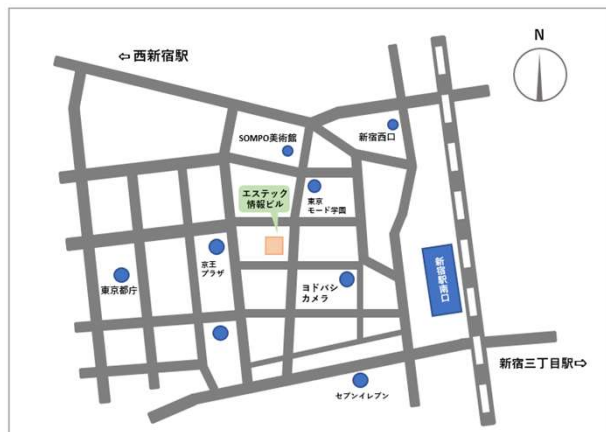 ⇦ 西新宿駅
N
SOMPO美術館
新宿西口
エステック
情報ビル
東京
モード学園
京王
プラザ
東京都庁
ヨドバシ
カメラ
新宿駅南口
新宿三丁目駅⇨
セブンイレブン